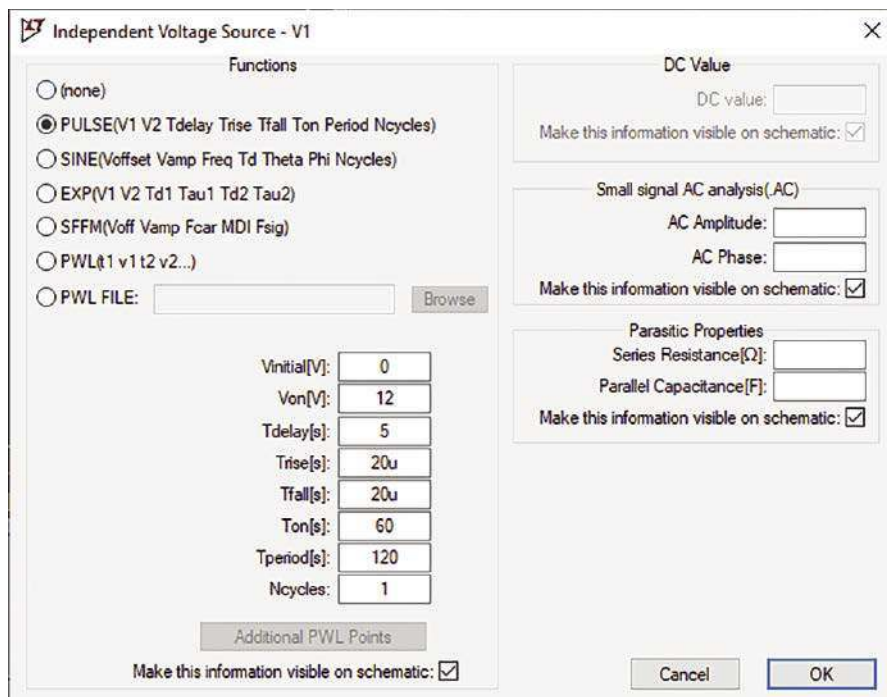 Independent Voltage Source - V1
Functions
(none)
PULSE(V1 V2 Tdelay Trise Tfall Ton Period Ncycles)
SINE(Voffset Vamp Freq Td Theta Phi Ncycles)
EXP(V1 V2 Td1 Tau1 Td2 Tau2)
SFFM(Voff Vamp Fcar MDI Fsig)
PWL(t1 v1 t2 v2...)
PWL FILE:
Browse
Vinitial[V]: 0
Von[V]: 12
Tdelay[s]: 5
Trise[s]: 20u
Tfall[s]: 20u
Ton[s]: 60
Tperiod[s]: 120
Ncycles: 1
Additional PWL Points
Make this information visible on schematic:
DC Value
DC value:
Make this information visible on schematic:
Small signal AC analysis(.AC)
AC Amplitude:
AC Phase:
Make this information visible on schematic:
Parasitic Properties
Series Resistance[Ω]:
Parallel Capacitance[F]:
Make this information visible on schematic:
Cancel
OK